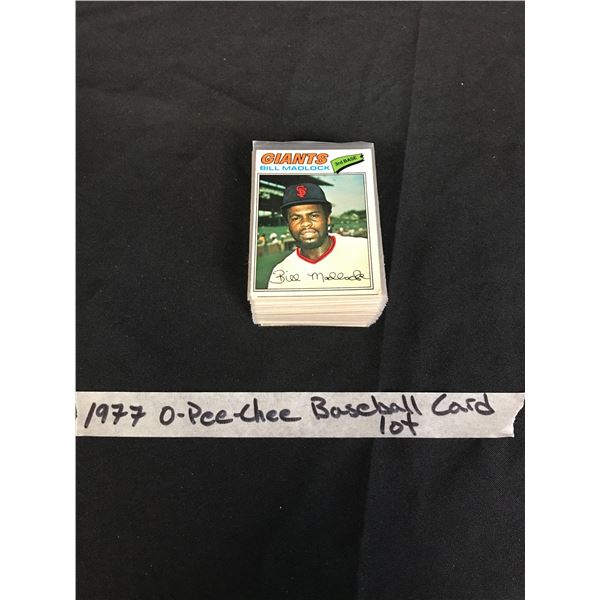 GIANTS
BILL MADLOCK
3rd BASE
SF
Bill Madlock
1977 O-Pee-Chee Baseball Card
lot